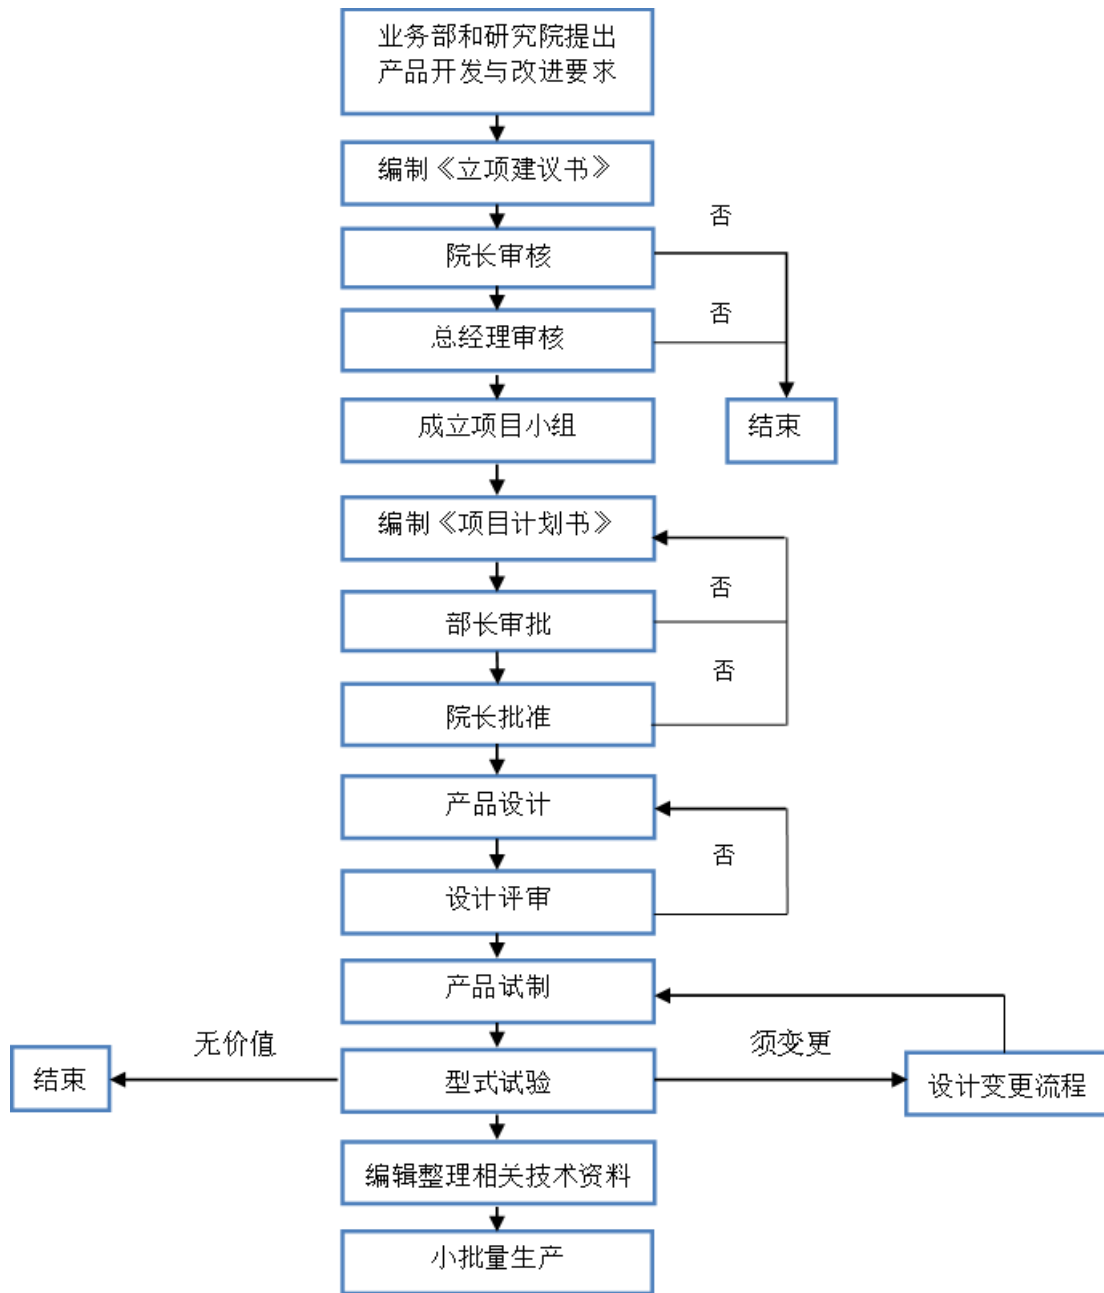 业务部和研究院提出
产品开发与改进要求
编制《立项建议书》
否
院长审核
否
总经理审核
成立项目小组
结束
编制《项目计划书》
否
部长审批
否
院长批准
产品设计
否
设计评审
产品试制
无价值
须变更
结束
型式试验
设计变更流程
编辑整理相关技术资料
小批量生产